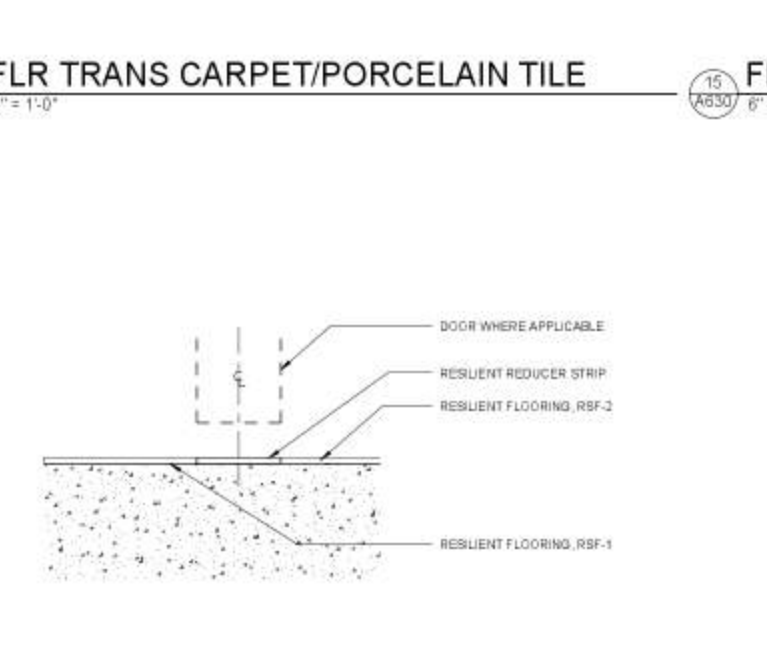 FLR TRANS CARPET/PORCELAIN TILE
" = 1'-0"
15
A630
6"
DOOR WHERE APPLICABLE
RESILIENT REDUCER STRIP
RESILIENT FLOORING, RSF-2
RESILIENT FLOORING, RSF-1